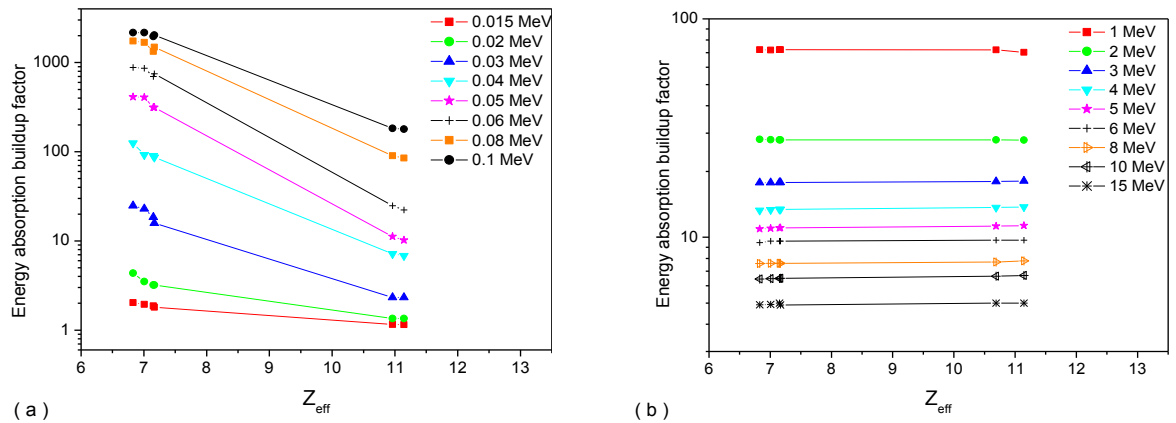 0.015 MeV
0.02 MeV
0.03 MeV
0.04 MeV
0.05 MeV
0.06 MeV
0.08 MeV
0.1 MeV
Energy absorption buildup factor
1000
100
10
1
6 7 8 9 10 11 12 13
Zeff
( a )
1 MeV
2 MeV
3 MeV
4 MeV
5 MeV
6 MeV
8 MeV
10 MeV
15 MeV
Energy absorption buildup factor
100
10
6 7 8 9 10 11 12 13
Zeff
( b )